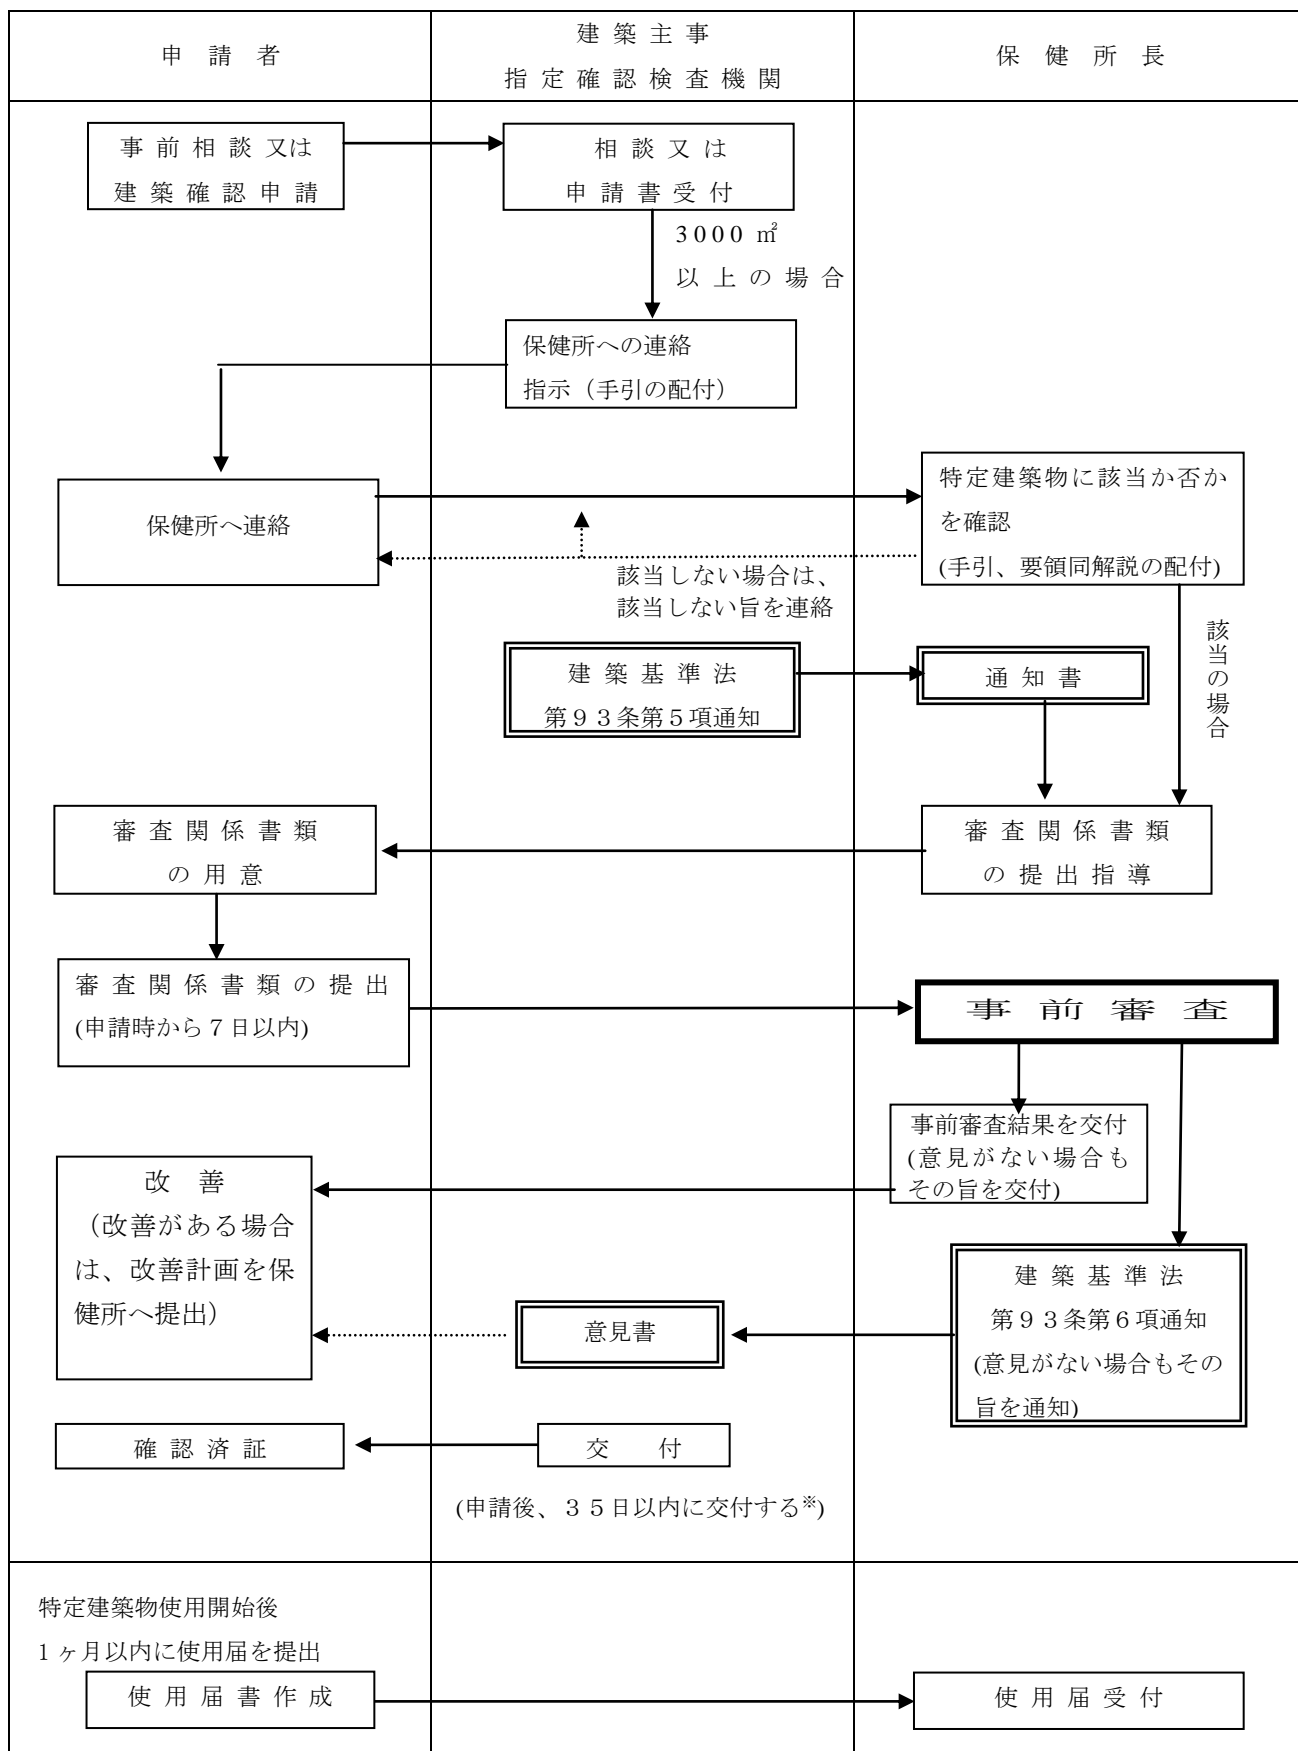 申請者
建築主事
指定確認検査機関
保健所長
事前相談又は
建築確認申請
相談又は
申請書受付
3000 ㎡
以上の場合
保健所への連絡
指示（手引の配付）
保健所へ連絡
特定建築物に該当か否か
を確認
(手引、要領同解説の配付)
該当しない場合は、
該当しない旨を連絡
該当の場合
建築基準法
第９３条第５項通知
通知書
審査関係書類
の用意
審査関係書類
の提出指導
審査関係書類の提出
(申請時から７日以内)
事前審査
事前審査結果を交付
(意見がない場合も
その旨を交付)
改善
（改善がある場合
は、改善計画を保
健所へ提出）
建築基準法
第９３条第６項通知
(意見がない場合もその
旨を通知)
意見書
確認済証
交付
(申請後、３５日以内に交付する※)
特定建築物使用開始後
1ヶ月以内に使用届を提出
使用届書作成
使用届受付